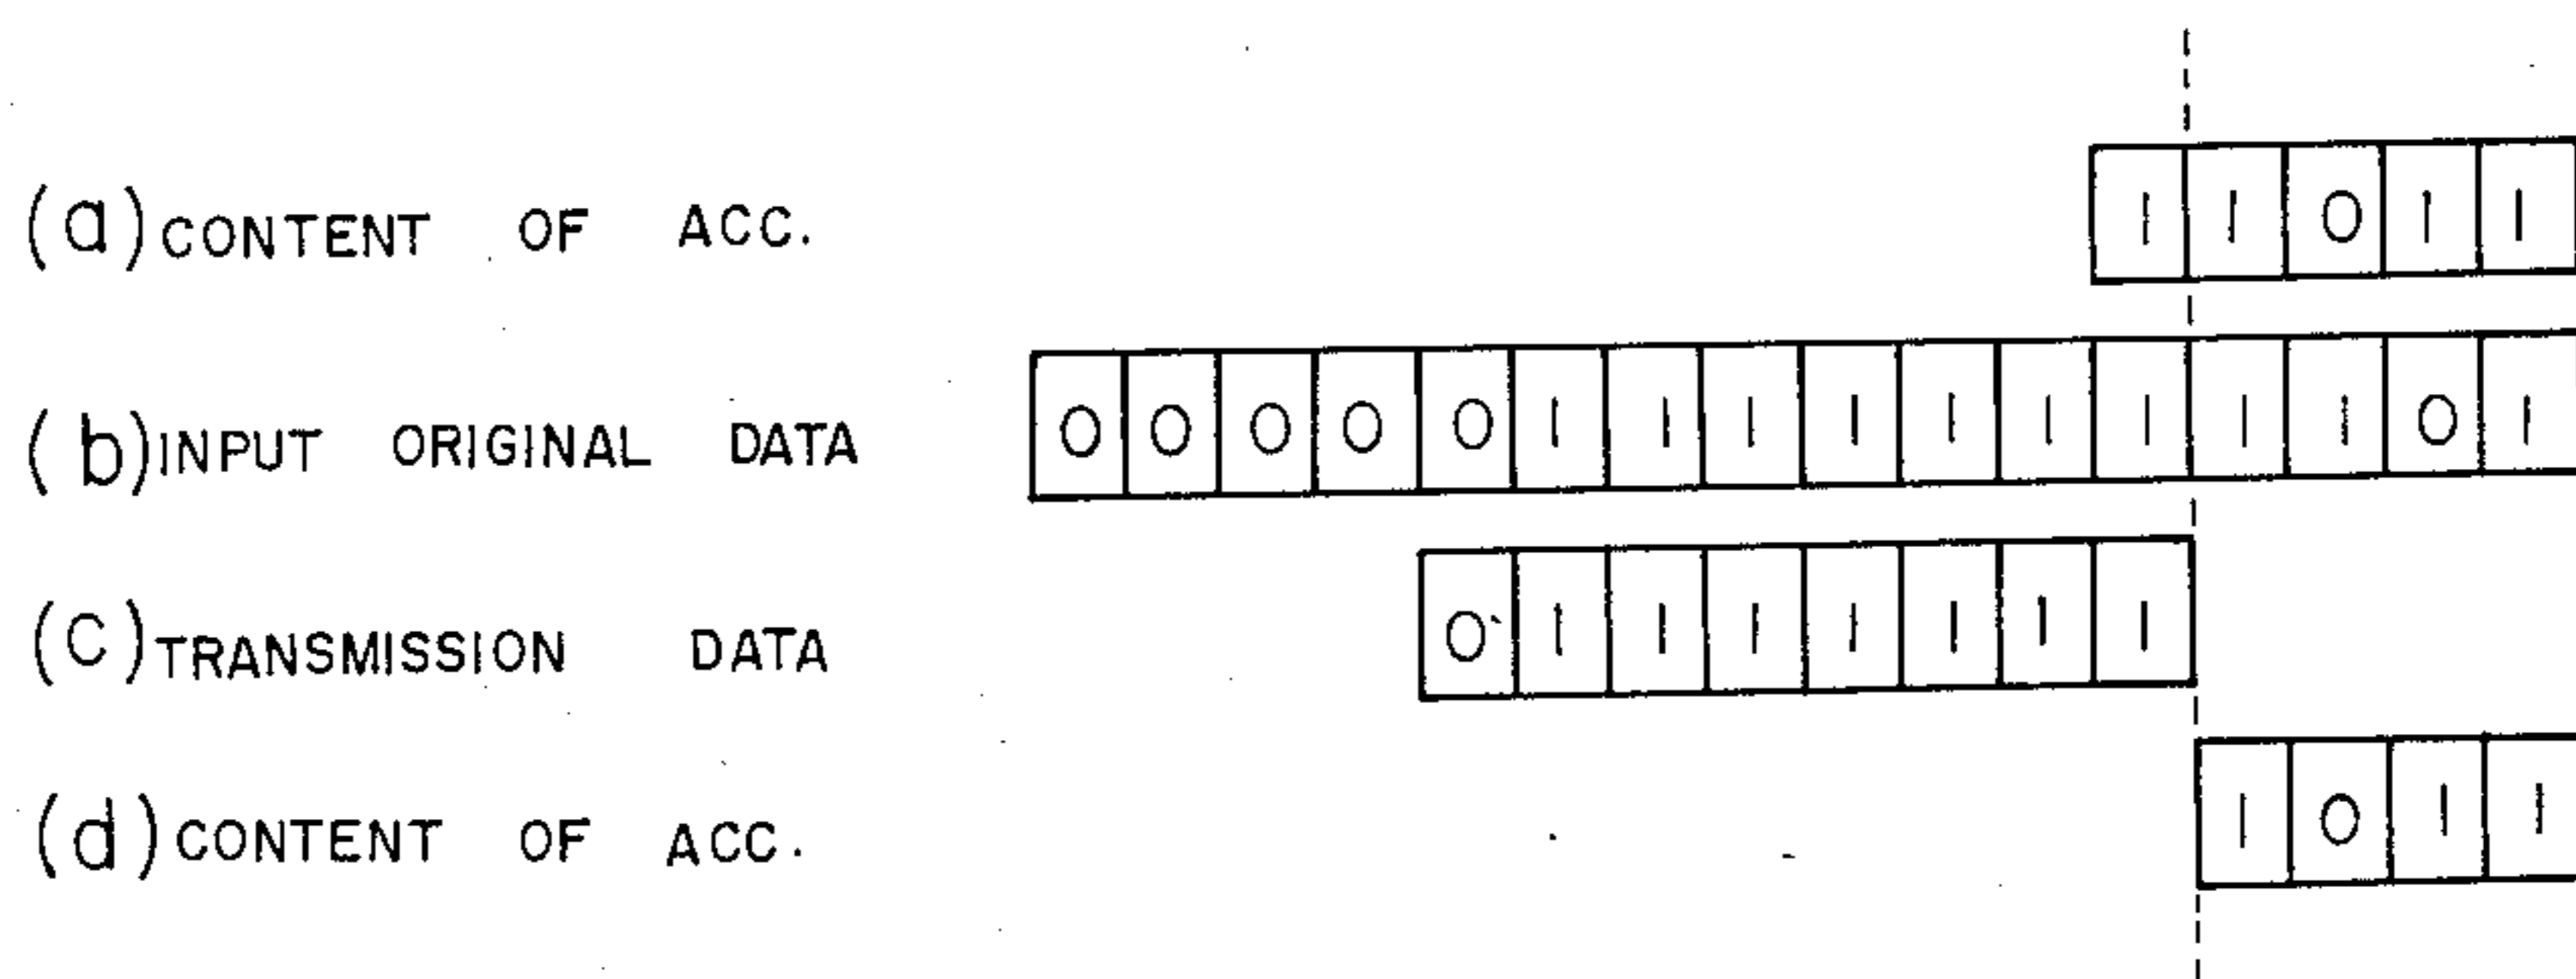 (a) CONTENT OF ACC. 1 1 0 1 1
(b) INPUT ORIGINAL DATA 0 0 0 0 0 1 1 1 1 1 1 1 1 1 0 1
(C) TRANSMISSION DATA 0 1 1 1 1 1 1 1
(d) CONTENT OF ACC. 1 0 1 1